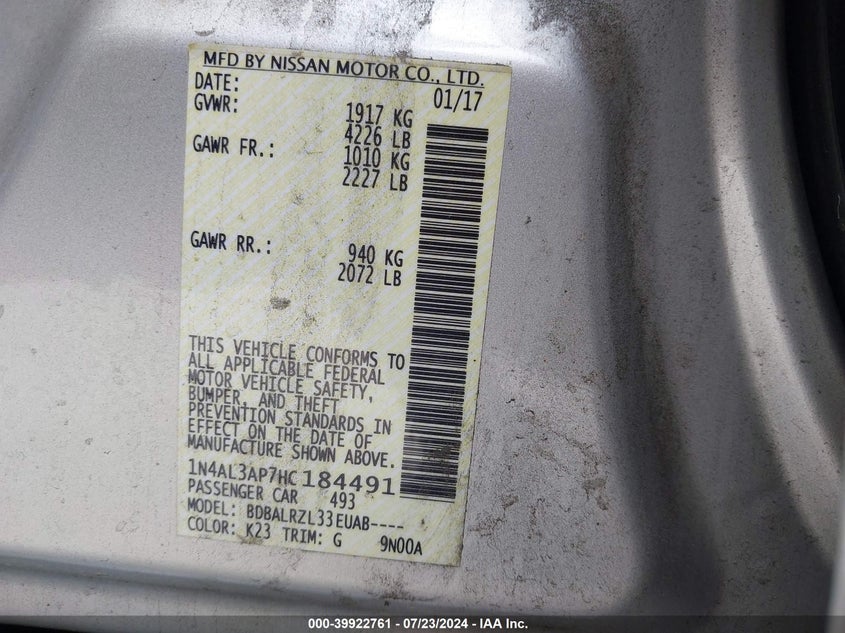 MFD BY NISSAN MOTOR CO., LTD.
DATE: 01/17
GVWR: 1917 KG
4226 LB
GAWR FR.: 1010 KG
2227 LB
GAWR RR.: 940 KG
2072 LB
THIS VEHICLE CONFORMS TO
ALL APPLICABLE FEDERAL
MOTOR VEHICLE SAFETY,
BUMPER, AND THEFT
PREVENTION STANDARDS IN
EFFECT ON THE DATE OF
MANUFACTURE SHOWN ABOVE.
1N4AL3AP7HC184491
PASSENGER CAR 493
MODEL: BDBALRZL33EUAB----
COLOR: K23 TRIM: G 9N00A
000-39922761 / 07/23/2024 - IAA Inc.